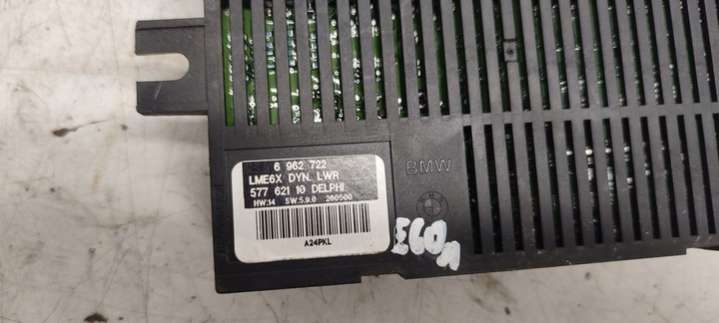 6 962 722
LME6X DYN. LWR
577 621 10 DELPHI
HW:14 SW:5.9.0 260500
A24PKL
BMW